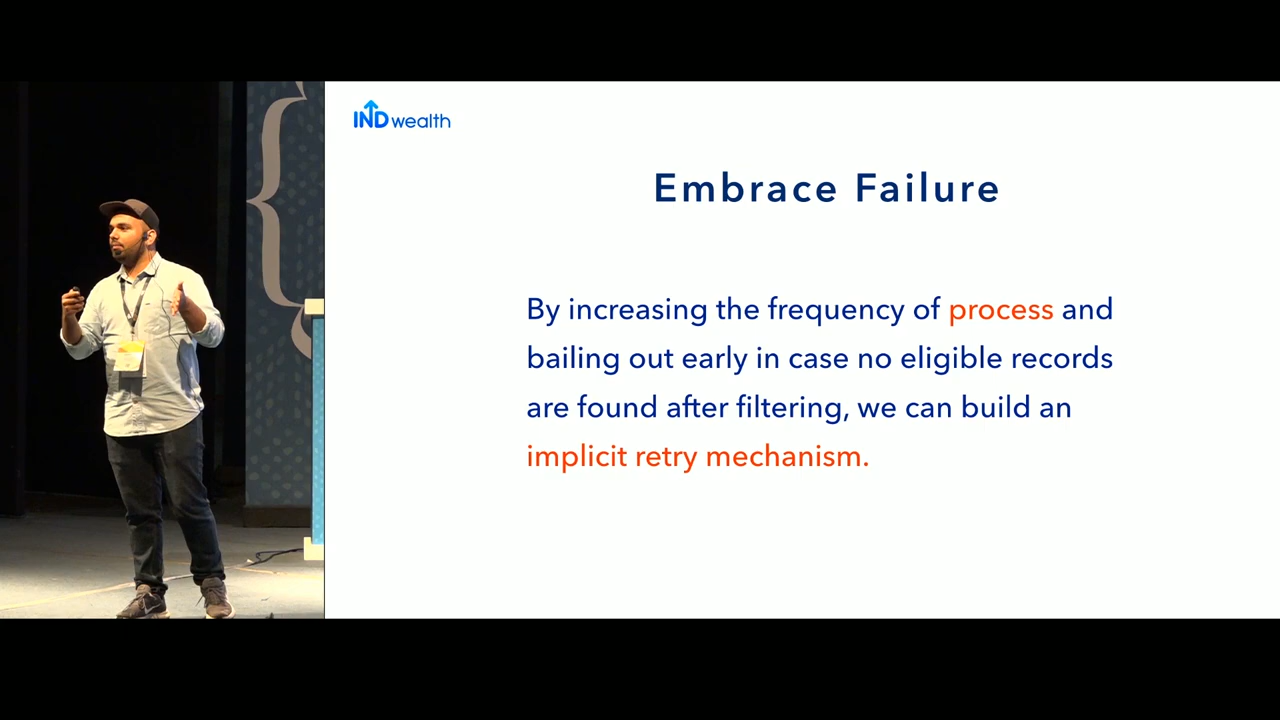 INDwealth
Embrace Failure
By increasing the frequency of process and
bailing out early in case no eligible records
are found after filtering, we can build an
implicit retry mechanism.